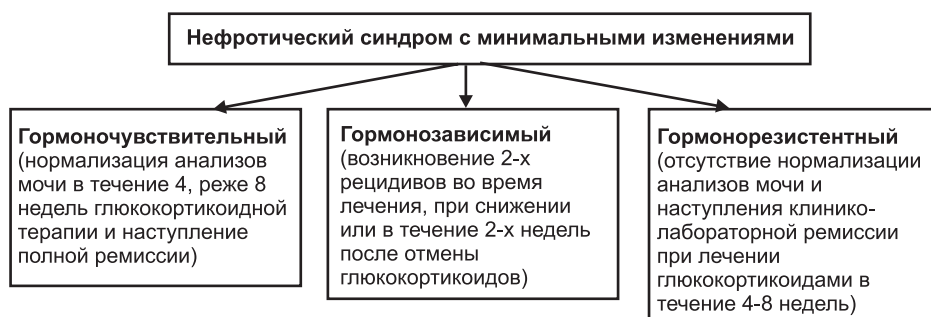 Нефротический синдром с минимальными изменениями
Гормоночувствительный
(нормализация анализов
мочи в течение 4, реже 8
недель глюкокортикоидной
терапии и наступление
полной ремиссии)
Гормонозависимый
(возникновение 2-х
рецидивов во время
лечения, при снижении
или в течение 2-х недель
после отмены
глюкокортикоидов)
Гормонорезистентный
(отсутствие нормализации
анализов мочи и
наступления клинико-
лабораторной ремиссии
при лечении
глюкокортикоидами в
течение 4-8 недель)